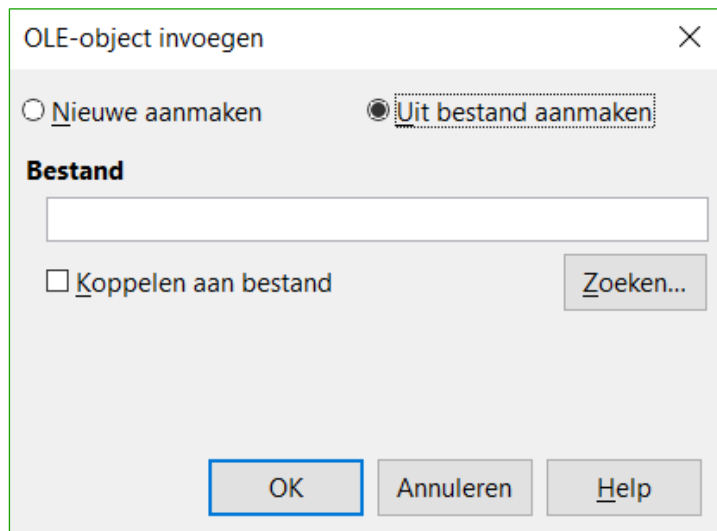 OLE-object invoegen
Nieuwe aanmaken Uit bestand aanmaken
Bestand
Koppelen aan bestand Zoeken...
OK Annuleren Help